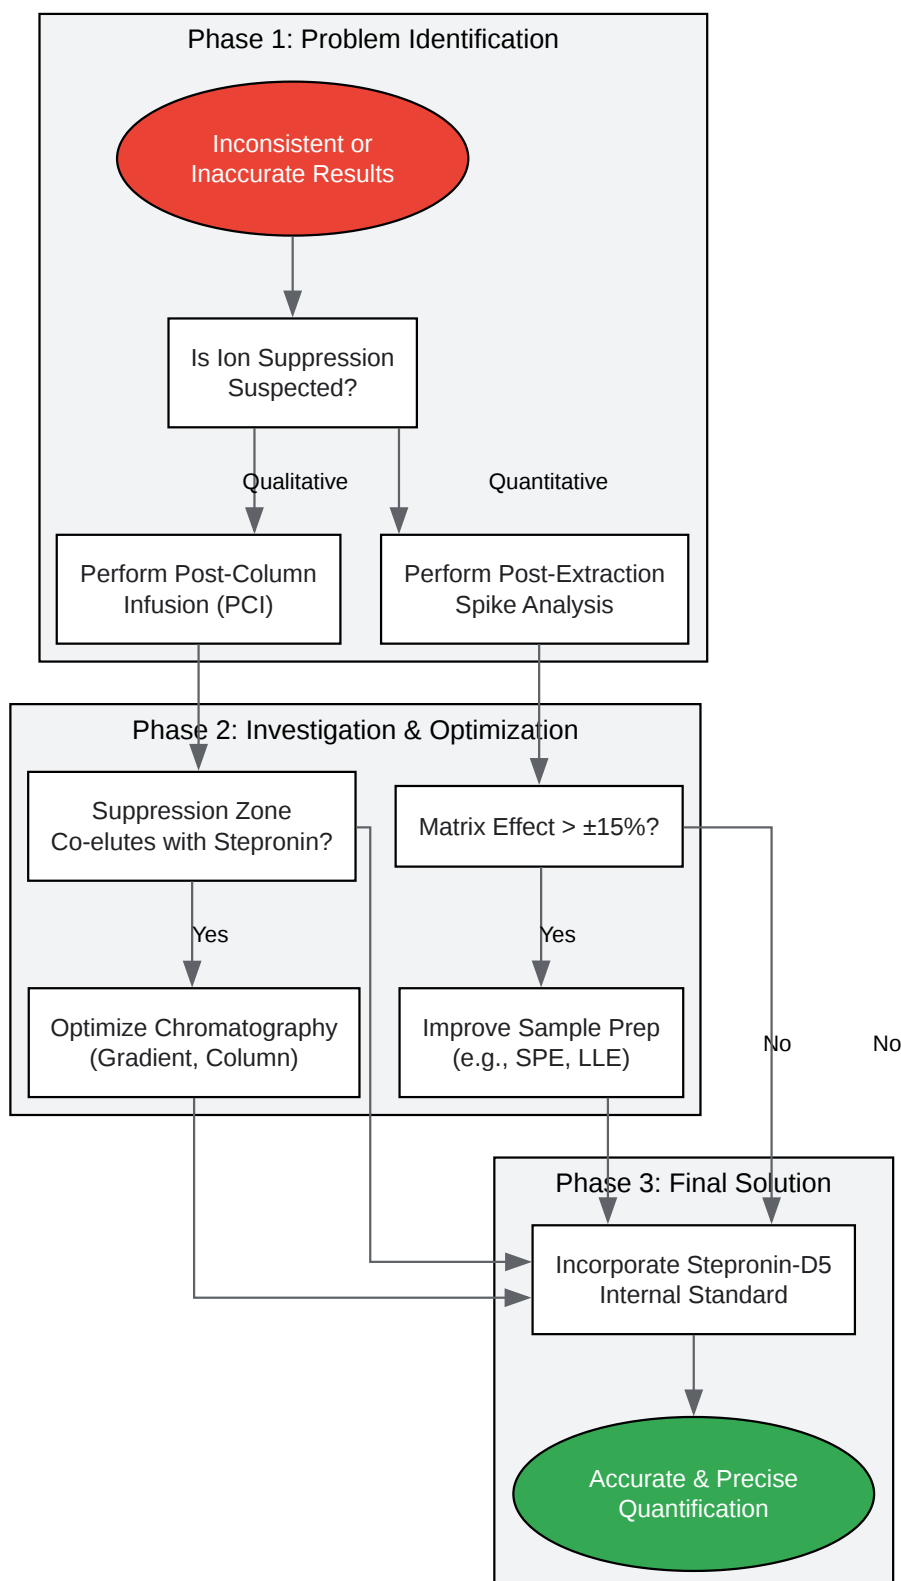 Phase 1: Problem Identification
Inconsistent or
Inaccurate Results
Is Ion Suppression
Suspected?
Qualitative
Quantitative
Perform Post-Column
Infusion (PCI)
Perform Post-Extraction
Spike Analysis
Phase 2: Investigation & Optimization
Suppression Zone
Co-elutes with Stepronin?
Matrix Effect > ±15%?
Yes
Yes
Optimize Chromatography
(Gradient, Column)
Improve Sample Prep
(e.g., SPE, LLE)
No
No
Phase 3: Final Solution
Incorporate Stepronin-D5
Internal Standard
Accurate & Precise
Quantification